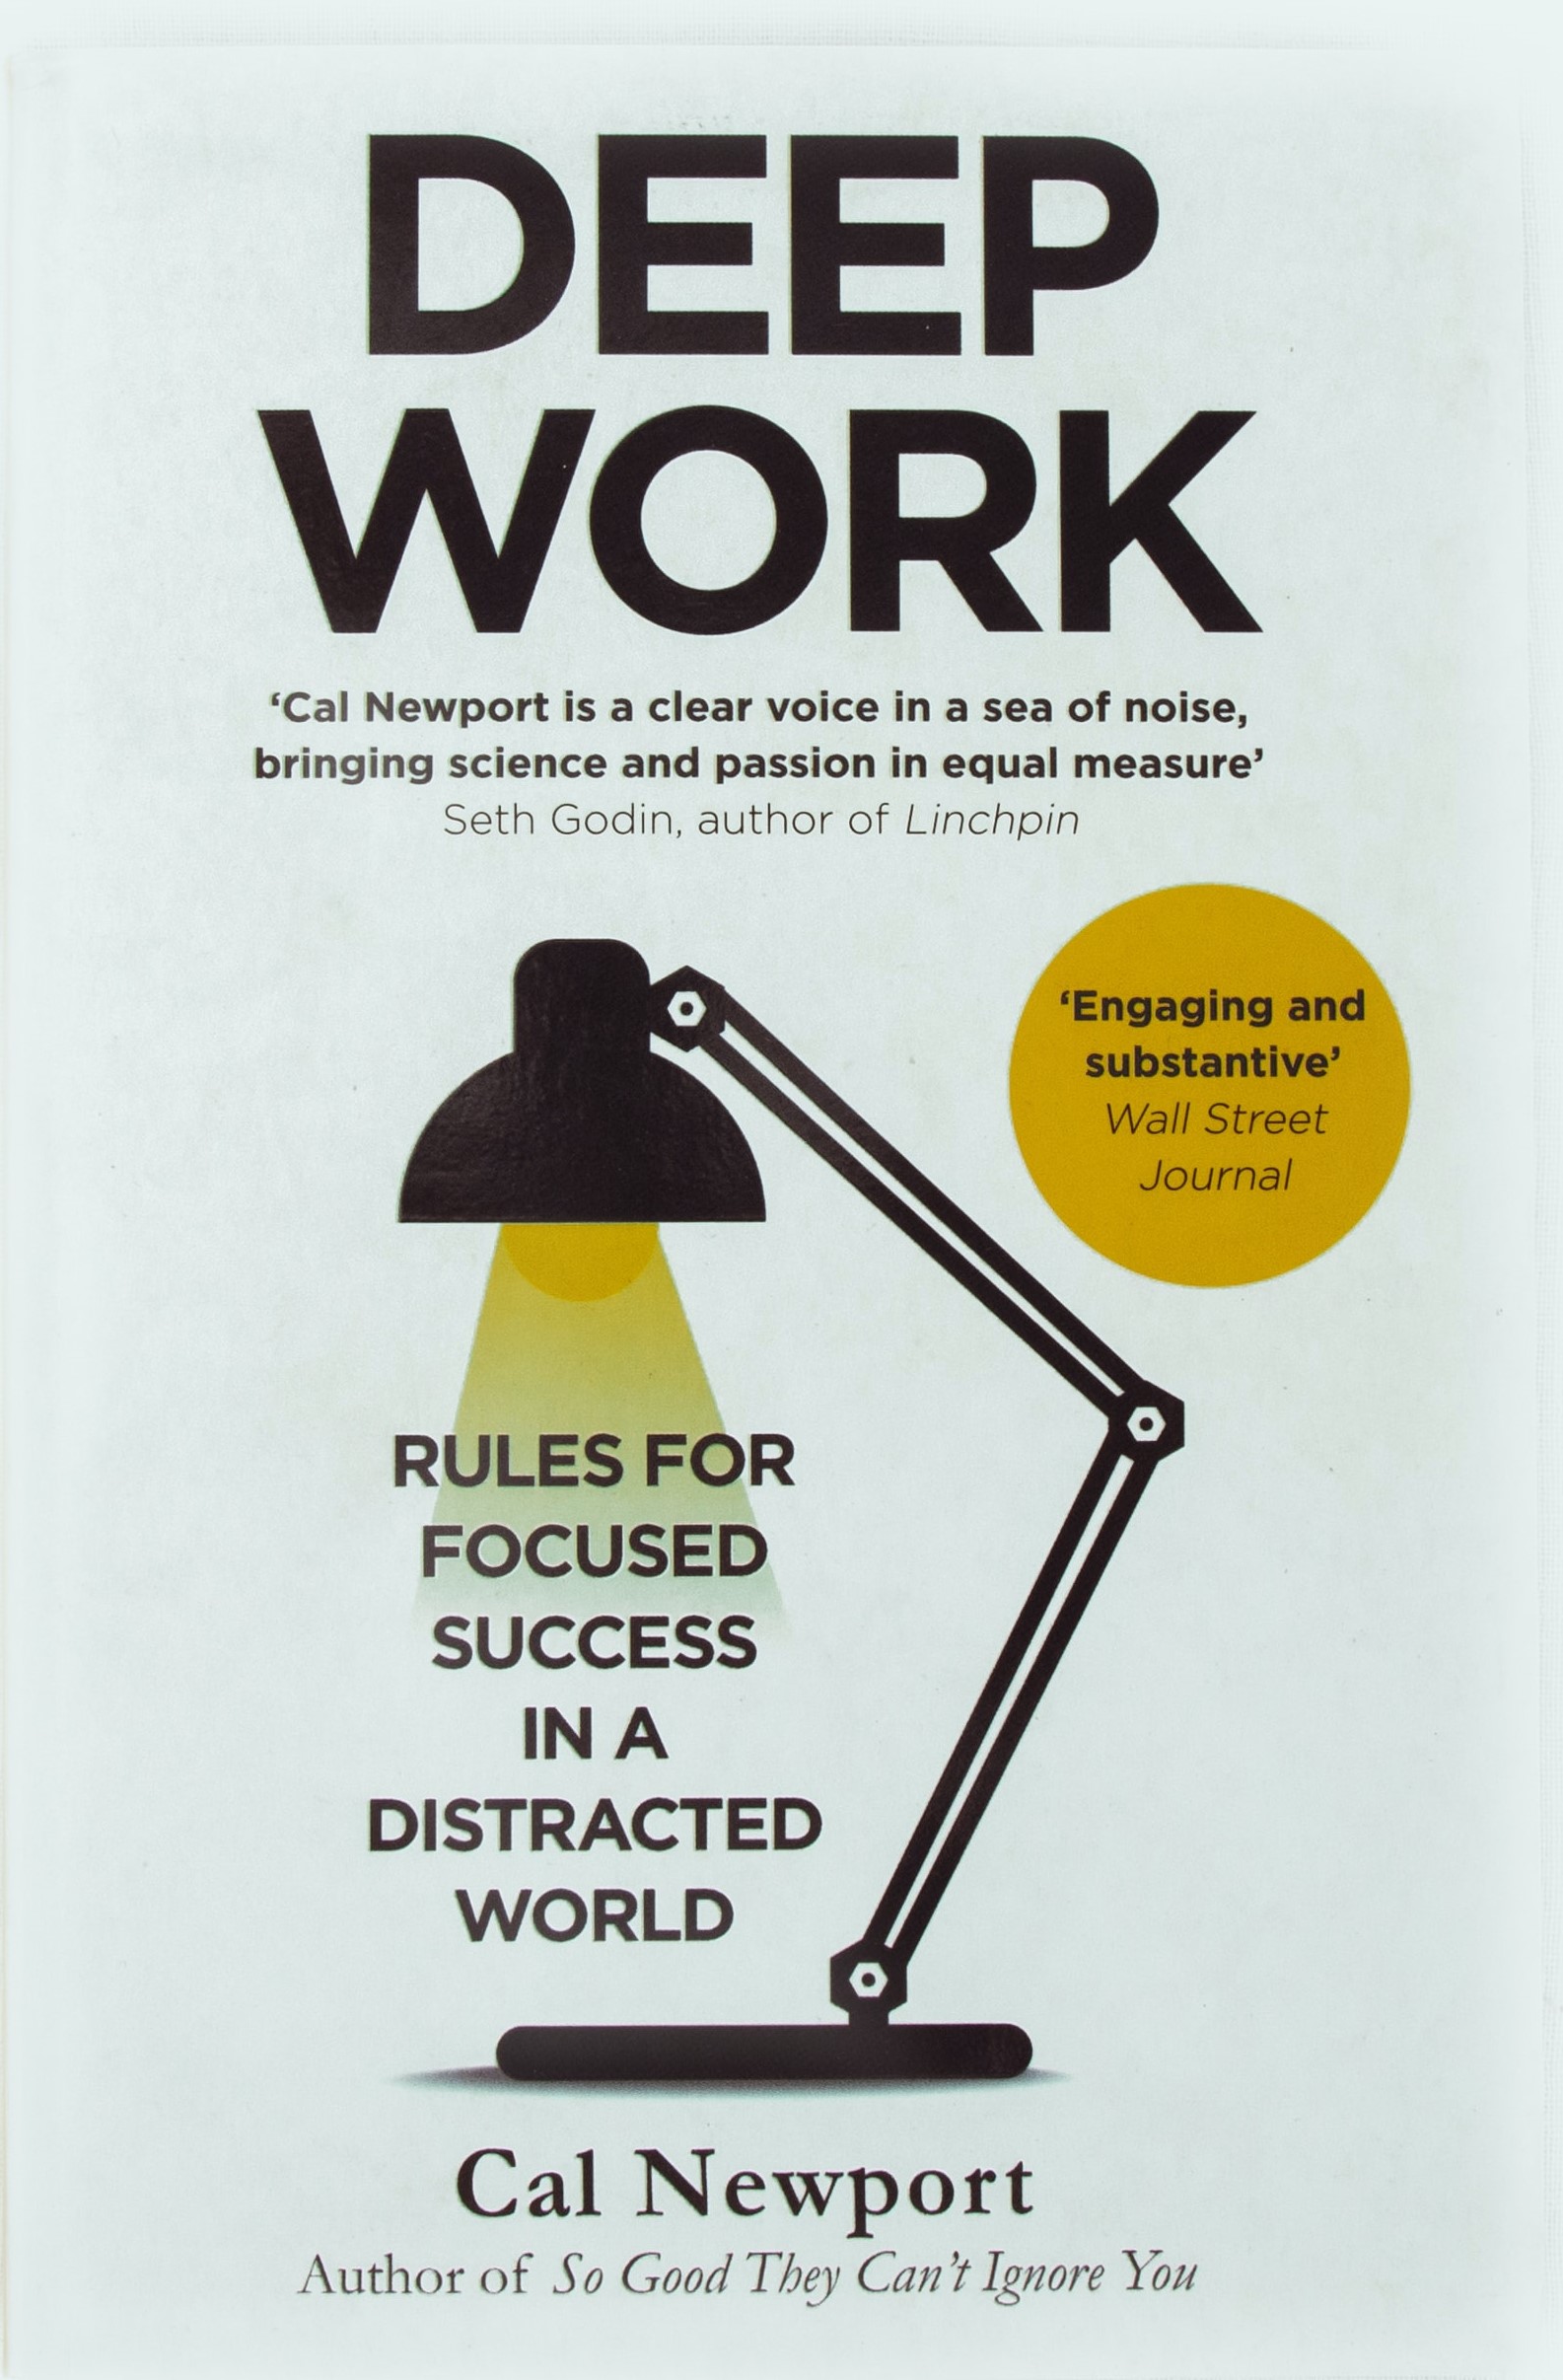 DEEP
WORK
‘Cal Newport is a clear voice in a sea of noise,
bringing science and passion in equal measure’
Seth Godin, author of Linchpin
‘Engaging and
substantive’
Wall Street
Journal
RULES FOR
FOCUSED
SUCCESS
IN A
DISTRACTED
WORLD
Cal Newport
Author of So Good They Can’t Ignore You